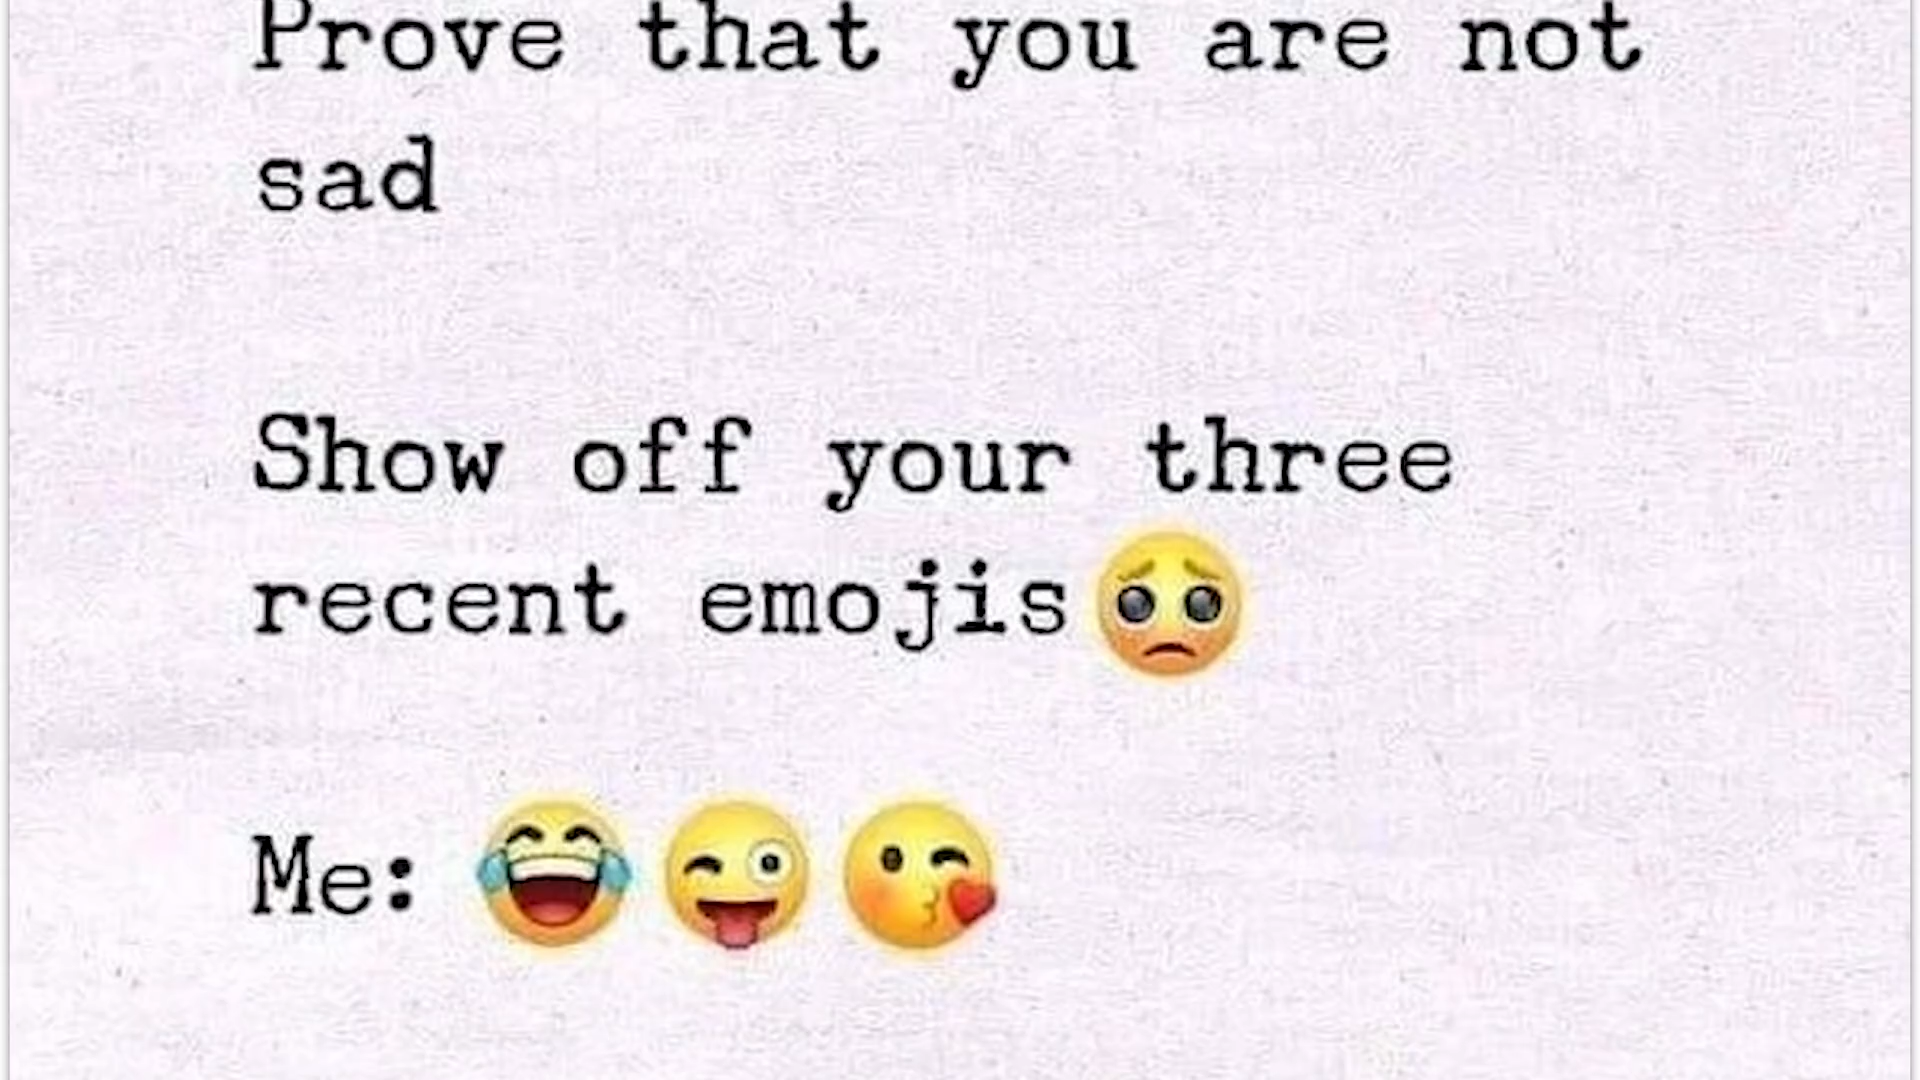 Prove that you are not
sad
Show off your three
recent emojis🥺
Me: 😂😜😘